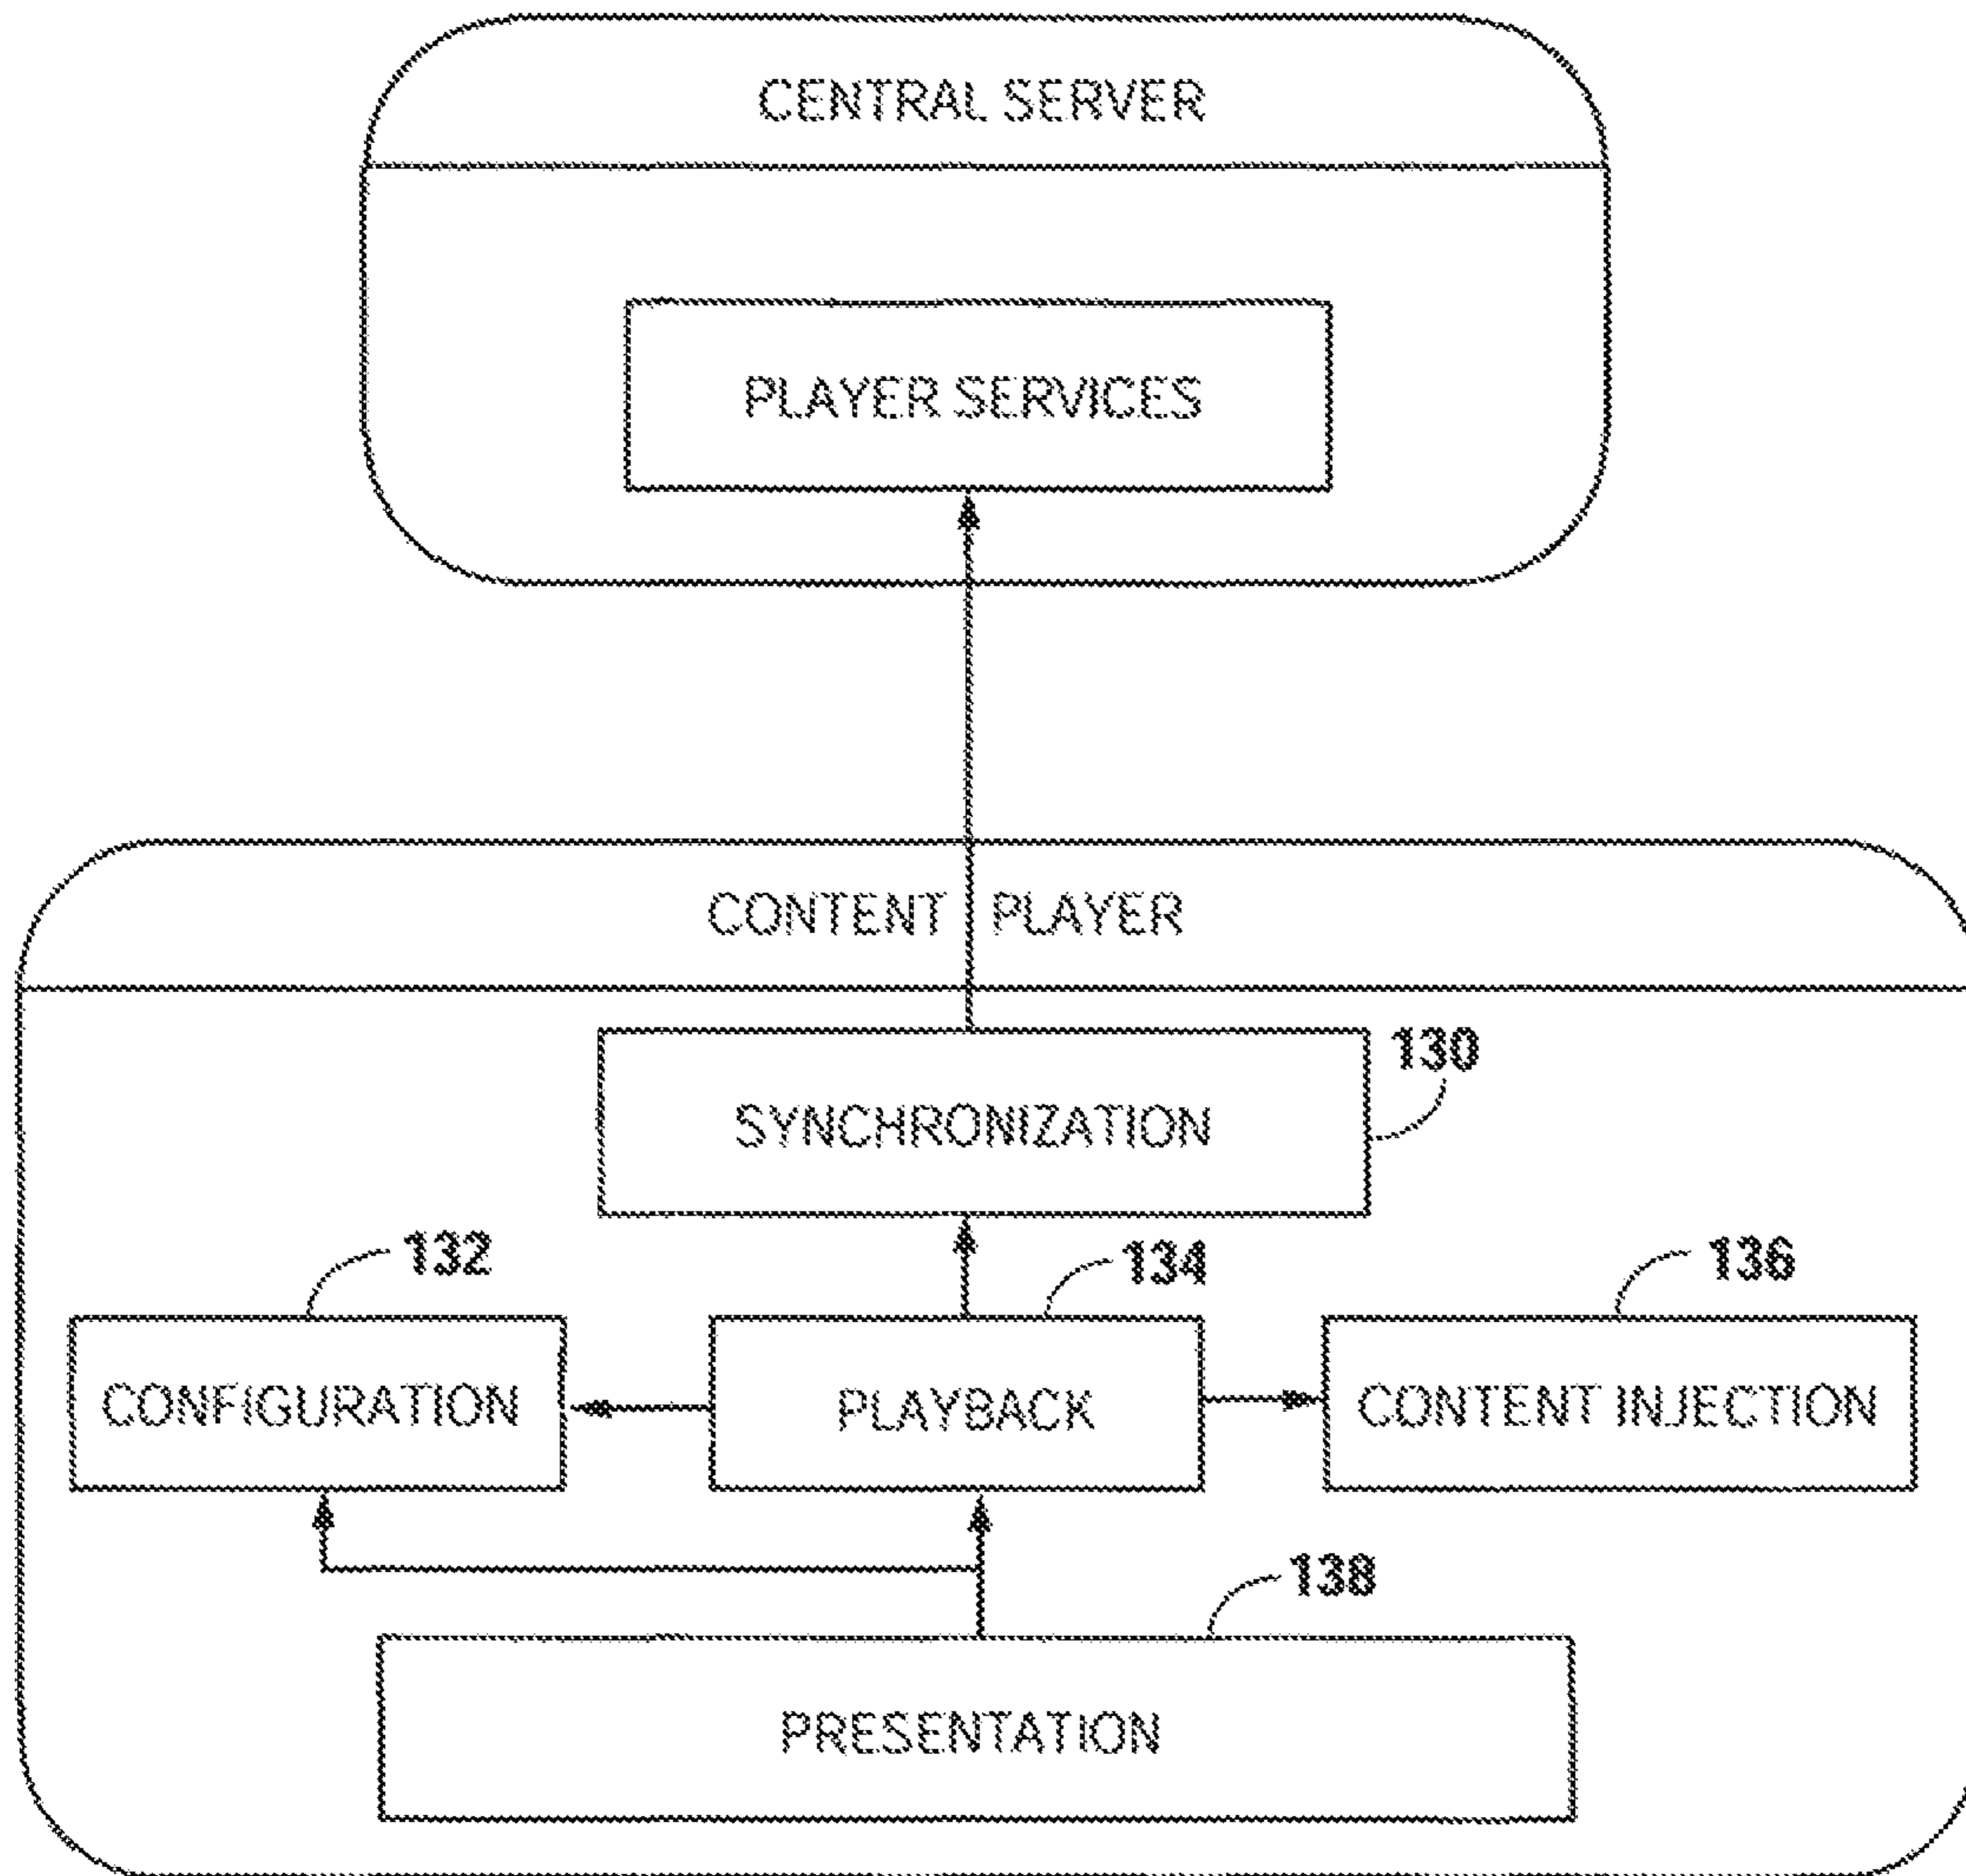 CENTRAL SERVER
PLAYER SERVICES
CONTENT PLAYER
130
SYNCHRONIZATION
132
134
136
CONFIGURATION
PLAYBACK
CONTENT INJECTION
138
PRESENTATION